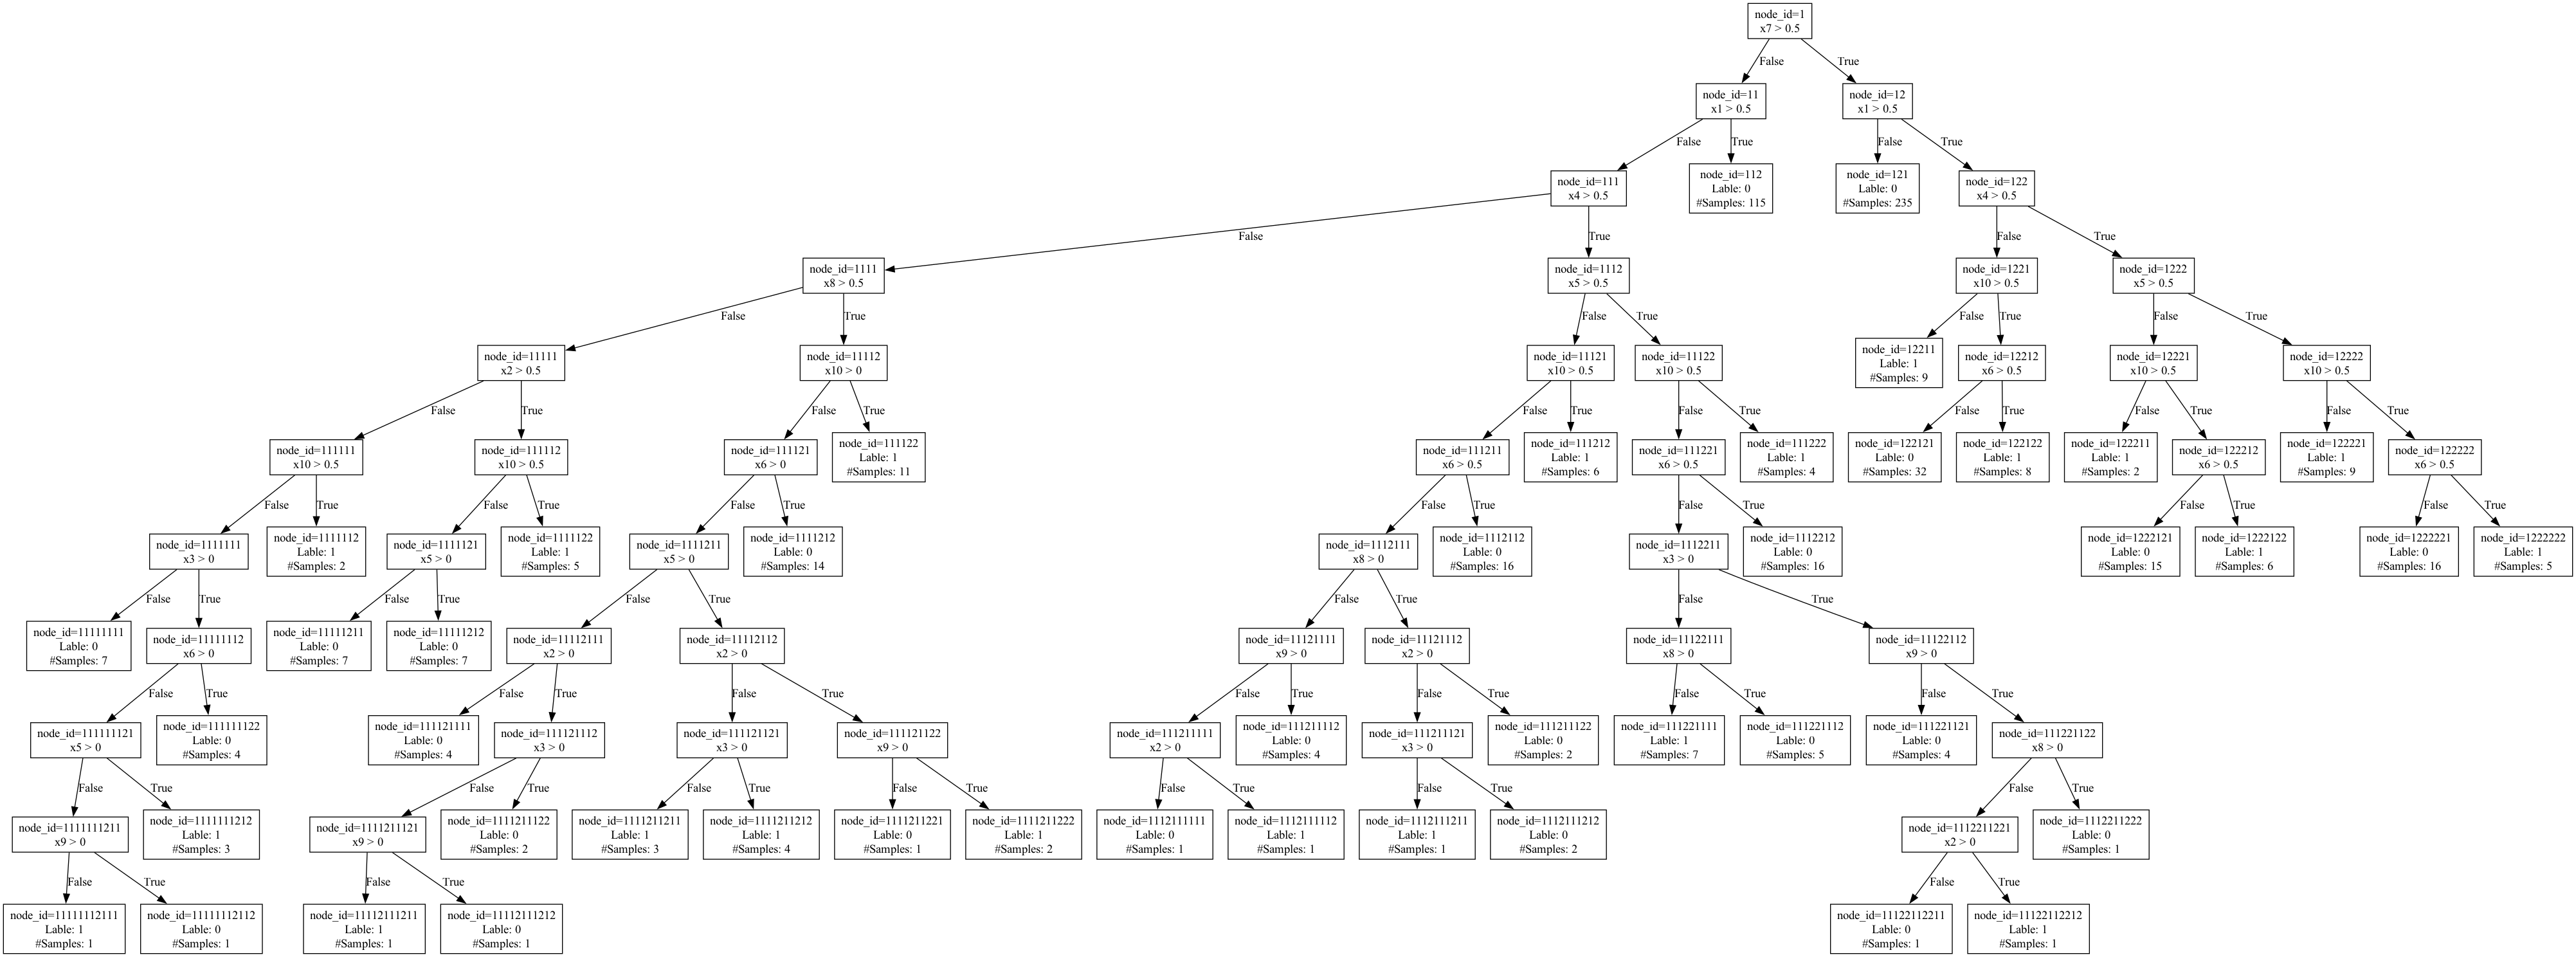 node_id=1
x7 > 0.5
False
True
node_id=11
x1 > 0.5
node_id=12
x1 > 0.5
False
True
False
True
node_id=111
x4 > 0.5
node_id=112
Lable: 0
#Samples: 115
node_id=121
Lable: 0
#Samples: 235
node_id=122
x4 > 0.5
False
True
False
True
node_id=1111
x8 > 0.5
node_id=1112
x5 > 0.5
node_id=1221
x10 > 0.5
node_id=1222
x5 > 0.5
False
True
False
True
False
True
False
True
node_id=11111
x2 > 0.5
node_id=11112
x10 > 0
node_id=11121
x10 > 0.5
node_id=11122
x10 > 0.5
node_id=12211
Lable: 1
#Samples: 9
node_id=12212
x6 > 0.5
node_id=12221
x10 > 0.5
node_id=12222
x10 > 0.5
False
True
False
True
False
True
False
True
False
True
False
True
False
True
node_id=111111
x10 > 0.5
node_id=111112
x10 > 0.5
node_id=111121
x6 > 0
node_id=111122
Lable: 1
#Samples: 11
node_id=111211
x6 > 0.5
node_id=111212
Lable: 1
#Samples: 6
node_id=111221
x6 > 0.5
node_id=111222
Lable: 1
#Samples: 4
node_id=122121
Lable: 0
#Samples: 32
node_id=122122
Lable: 1
#Samples: 8
node_id=122211
Lable: 1
#Samples: 2
node_id=122212
x6 > 0.5
node_id=122221
Lable: 1
#Samples: 9
node_id=122222
x6 > 0.5
False
True
False
True
False
True
False
True
False
True
False
True
False
True
node_id=1111111
x3 > 0
node_id=1111112
Lable: 1
#Samples: 2
node_id=1111121
x5 > 0
node_id=1111122
Lable: 1
#Samples: 5
node_id=1111211
x5 > 0
node_id=1111212
Lable: 0
#Samples: 14
node_id=1112111
x8 > 0
node_id=1112112
Lable: 0
#Samples: 16
node_id=1112211
x3 > 0
node_id=1112212
Lable: 0
#Samples: 16
node_id=1222121
Lable: 0
#Samples: 15
node_id=1222122
Lable: 1
#Samples: 6
node_id=1222221
Lable: 0
#Samples: 16
node_id=1222222
Lable: 1
#Samples: 5
False
True
False
True
False
True
False
True
False
True
node_id=11111111
Lable: 0
#Samples: 7
node_id=11111112
x6 > 0
node_id=11111211
Lable: 0
#Samples: 7
node_id=11111212
Lable: 0
#Samples: 7
node_id=11112111
x2 > 0
node_id=11112112
x2 > 0
node_id=11121111
x9 > 0
node_id=11121112
x2 > 0
node_id=11122111
x8 > 0
node_id=11122112
x9 > 0
False
True
False
True
False
True
False
True
False
True
False
True
False
True
node_id=111111121
x5 > 0
node_id=111111122
Lable: 0
#Samples: 4
node_id=111121111
Lable: 0
#Samples: 4
node_id=111121112
x3 > 0
node_id=111121121
x3 > 0
node_id=111121122
x9 > 0
node_id=111211111
x2 > 0
node_id=111211112
Lable: 0
#Samples: 4
node_id=111211121
x3 > 0
node_id=111211122
Lable: 0
#Samples: 2
node_id=111221111
Lable: 1
#Samples: 7
node_id=111221112
Lable: 0
#Samples: 5
node_id=111221121
Lable: 0
#Samples: 4
node_id=111221122
x8 > 0
False
True
False
True
False
True
False
True
False
True
False
True
False
True
node_id=1111111211
x9 > 0
node_id=1111111212
Lable: 1
#Samples: 3
node_id=1111211121
x9 > 0
node_id=1111211122
Lable: 0
#Samples: 2
node_id=1111211211
Lable: 1
#Samples: 3
node_id=1111211212
Lable: 1
#Samples: 4
node_id=1111211221
Lable: 0
#Samples: 1
node_id=1111211222
Lable: 1
#Samples: 2
node_id=1112111111
Lable: 0
#Samples: 1
node_id=1112111112
Lable: 1
#Samples: 1
node_id=1112111211
Lable: 1
#Samples: 1
node_id=1112111212
Lable: 0
#Samples: 2
node_id=1112211221
x2 > 0
node_id=1112211222
Lable: 0
#Samples: 1
False
True
False
True
False
True
node_id=11111112111
Lable: 1
#Samples: 1
node_id=11111112112
Lable: 0
#Samples: 1
node_id=11112111211
Lable: 1
#Samples: 1
node_id=11112111212
Lable: 0
#Samples: 1
node_id=11122112211
Lable: 0
#Samples: 1
node_id=11122112212
Lable: 1
#Samples: 1